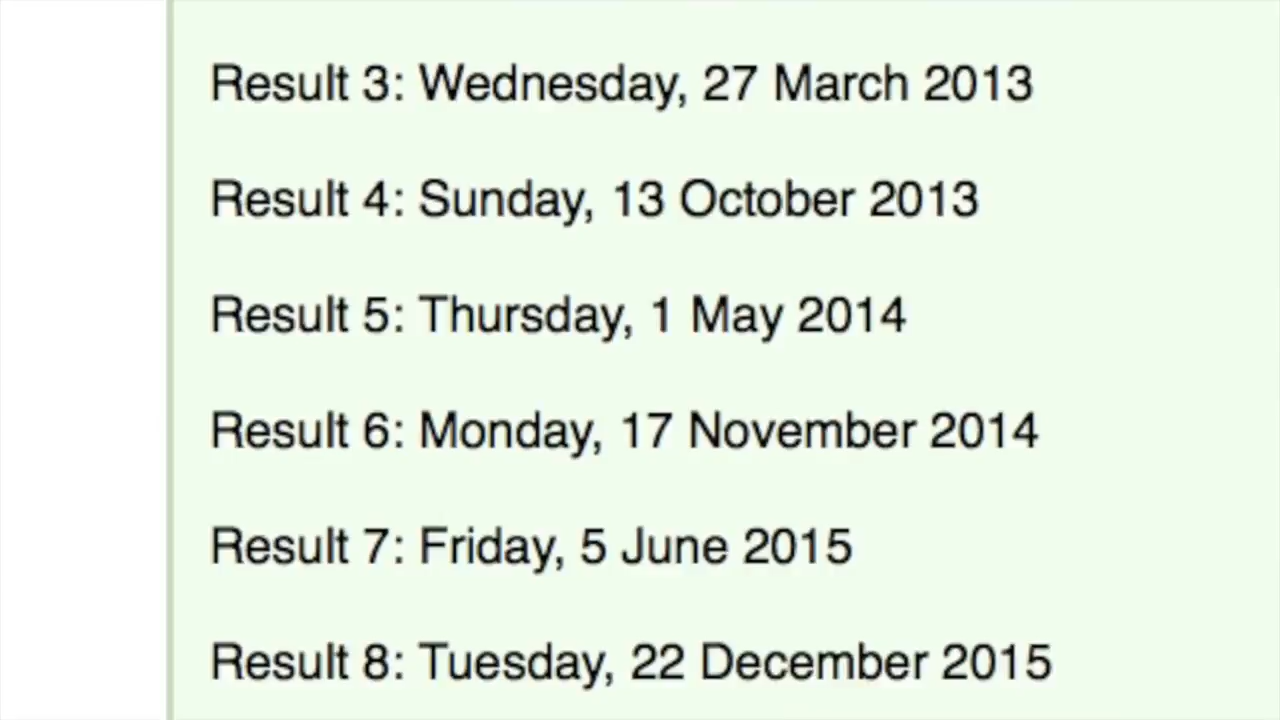 Result 3: Wednesday, 27 March 2013
Result 4: Sunday, 13 October 2013
Result 5: Thursday, 1 May 2014
Result 6: Monday, 17 November 2014
Result 7: Friday, 5 June 2015
Result 8: Tuesday, 22 December 2015